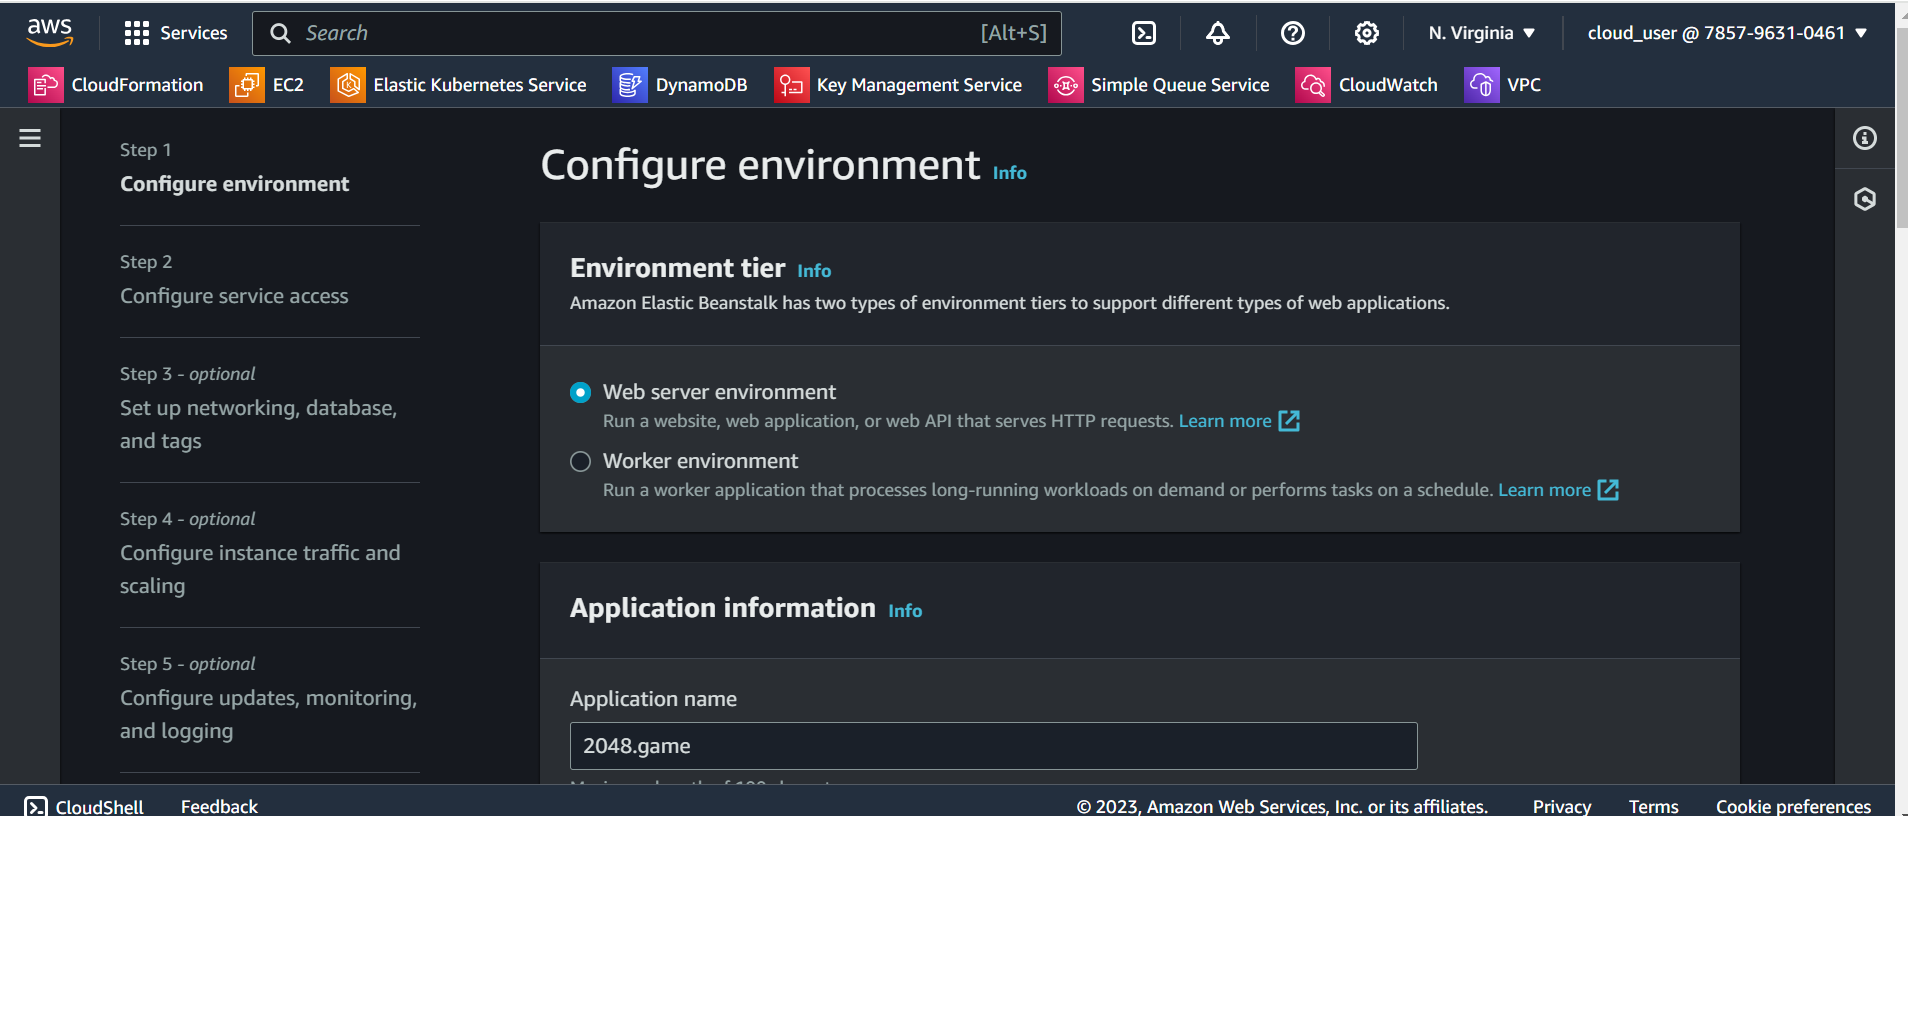 aws
Services
Search
[Alt+S]
N. Virginia
cloud_user @ 7857-9631-0461
CloudFormation
EC2
Elastic Kubernetes Service
DynamoDB
Key Management Service
Simple Queue Service
CloudWatch
VPC
Step 1
Configure environment
Step 2
Configure service access
Step 3 - optional
Set up networking, database,
and tags
Step 4 - optional
Configure instance traffic and
scaling
Step 5 - optional
Configure updates, monitoring,
and logging
Configure environment Info
Environment tier Info
Amazon Elastic Beanstalk has two types of environment tiers to support different types of web applications.
Web server environment
Run a website, web application, or web API that serves HTTP requests. Learn more
Worker environment
Run a worker application that processes long-running workloads on demand or performs tasks on a schedule. Learn more
Application information Info
Application name
2048.game
CloudShell
Feedback
© 2023, Amazon Web Services, Inc. or its affiliates.
Privacy
Terms
Cookie preferences